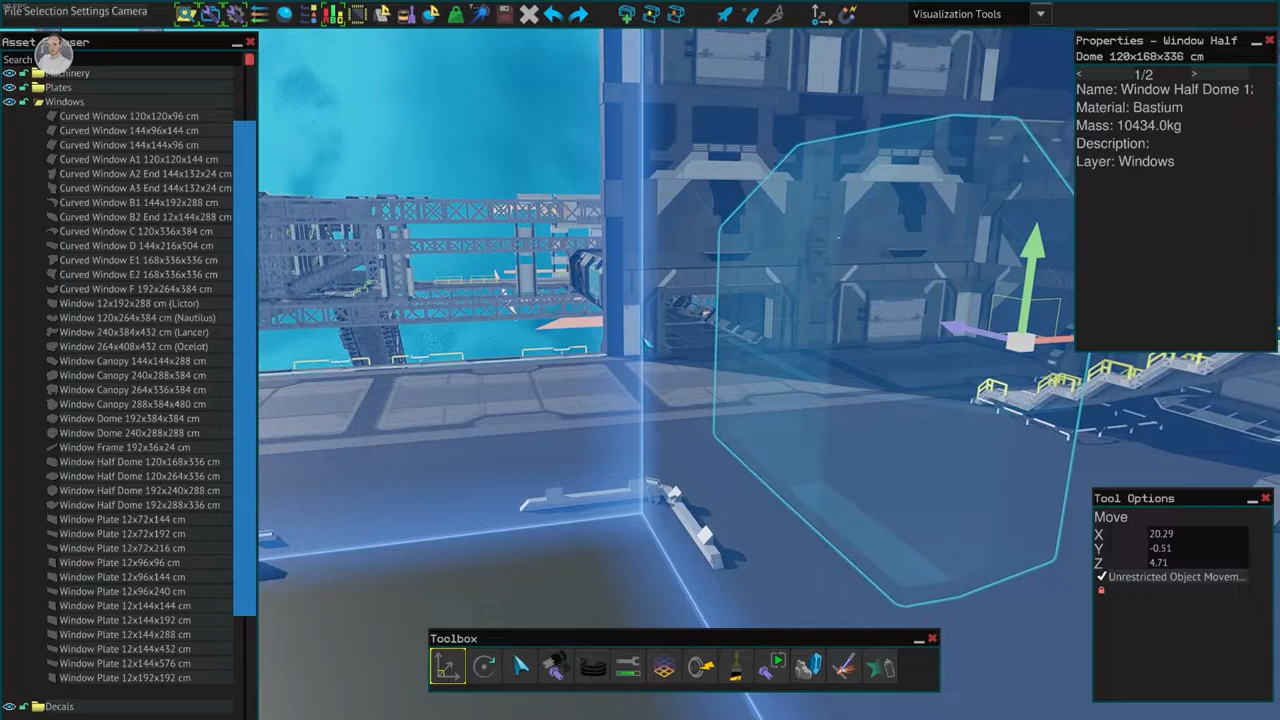 File Selection Settings Camera
Visualization Tools
Asset
Search
Machinery
Plates
Windows
Curved Window 120x120x96 cm
Curved Window 144x96x144 cm
Curved Window 144x144x96 cm
Curved Window A1 120x120x144 cm
Curved Window A2 End 144x132x24 cm
Curved Window A3 End 144x132x24 cm
Curved Window B1 144x192x288 cm
Curved Window B2 End 12x144x288 cm
Curved Window C 120x336x384 cm
Curved Window D 144x216x504 cm
Curved Window E1 168x336x336 cm
Curved Window E2 168x336x336 cm
Curved Window F 192x264x384 cm
Window 12x192x288 cm (Lictor)
Window 120x264x384 cm (Nautilus)
Window 240x384x432 cm (Lancer)
Window 264x408x432 cm (Ocelot)
Window Canopy 144x144x288 cm
Window Canopy 240x288x384 cm
Window Canopy 264x336x384 cm
Window Canopy 288x384x480 cm
Window Dome 192x384x384 cm
Window Dome 240x288x288 cm
Window Frame 192x36x24 cm
Window Half Dome 120x168x336 cm
Window Half Dome 120x264x336 cm
Window Half Dome 192x240x288 cm
Window Half Dome 192x288x336 cm
Window Plate 12x72x144 cm
Window Plate 12x72x192 cm
Window Plate 12x72x216 cm
Window Plate 12x96x96 cm
Window Plate 12x96x144 cm
Window Plate 12x96x240 cm
Window Plate 12x144x144 cm
Window Plate 12x144x192 cm
Window Plate 12x144x288 cm
Window Plate 12x144x432 cm
Window Plate 12x144x576 cm
Window Plate 12x192x192 cm
Decals
Properties - Window Half
Dome 120x168x336 cm
< 1/2 >
Name: Window Half Dome 1
Material: Bastium
Mass: 10434.0kg
Description:
Layer: Windows
Tool Options
Move
X 20.29
Y -0.51
Z 4.71
Unrestricted Object Movem...
Toolbox